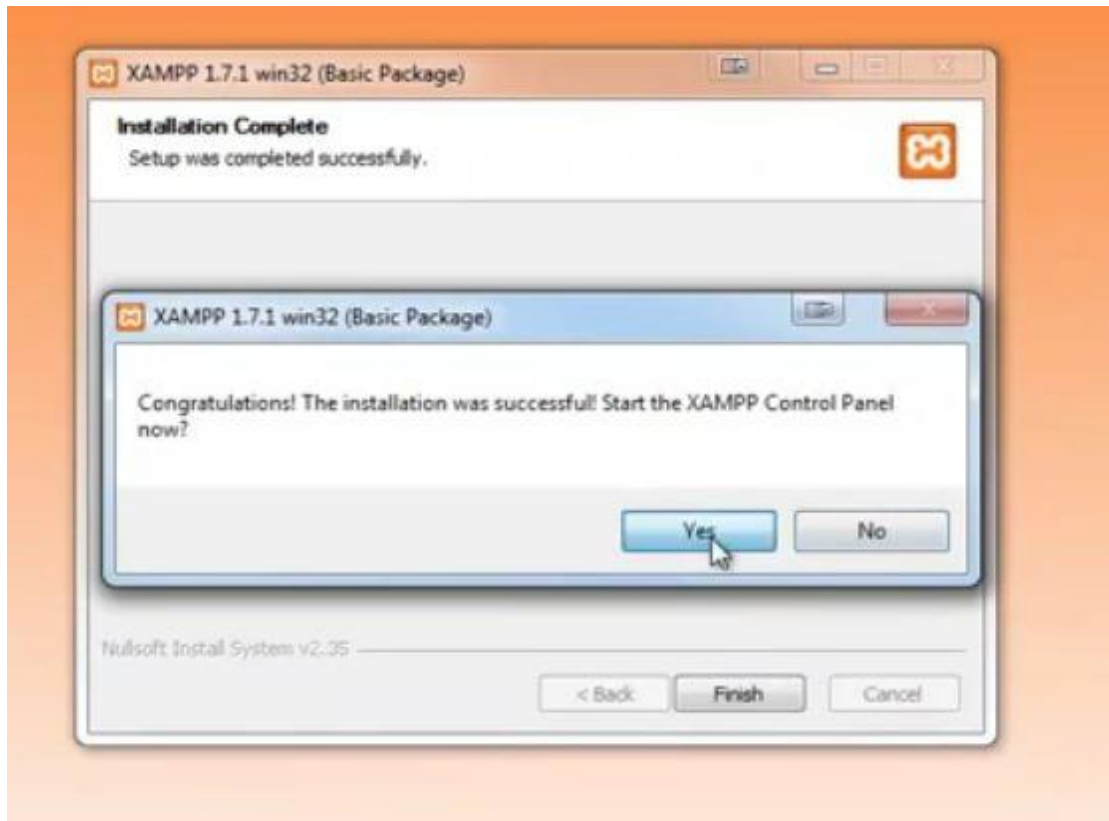 XAMPP 1.7.1 win32 (Basic Package)
Installation Complete
Setup was completed successfully.
XAMPP 1.7.1 win32 (Basic Package)
Congratulations! The installation was successful! Start the XAMPP Control Panel
now?
Yes No
Nullsoft Install System v2.35
< Back Finish Cancel